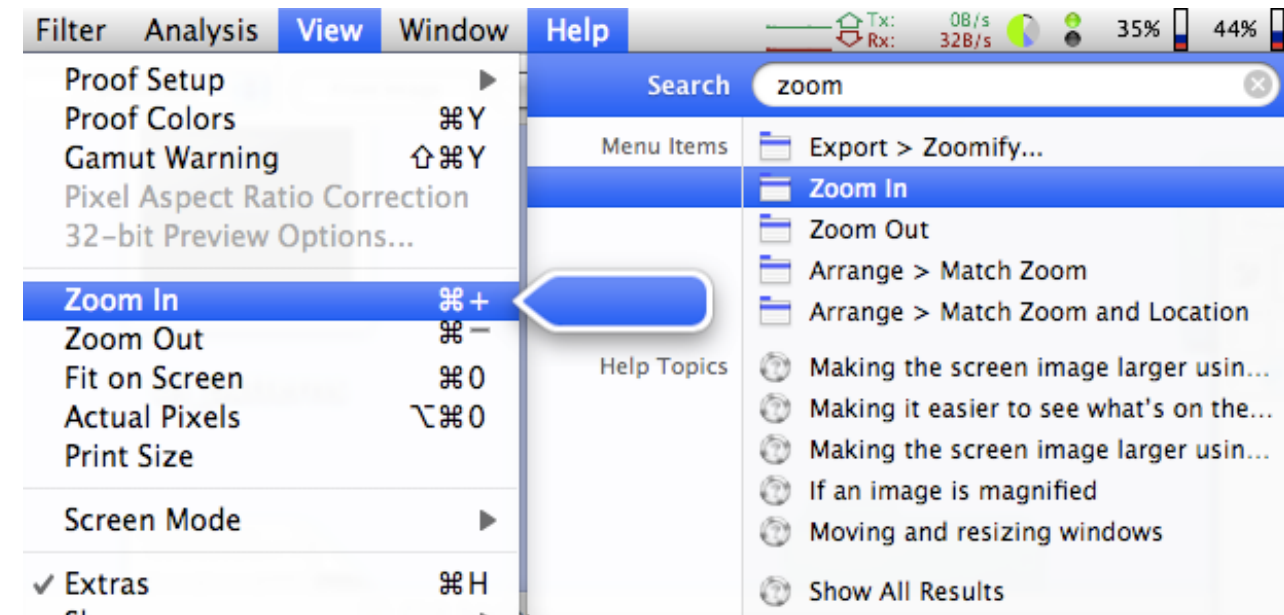 Filter Analysis View Window Help Tx: 0B/s 35% 44%
Rx: 32B/s
Proof Setup
Proof Colors ⌘Y
Gamut Warning ⇧⌘Y
Pixel Aspect Ratio Correction
32-bit Preview Options...
Zoom In ⌘+
Zoom Out ⌘−
Fit on Screen ⌘0
Actual Pixels ⌥⌘0
Print Size
Screen Mode
Extras ⌘H
Search zoom
Menu Items Export > Zoomify...
Zoom In
Zoom Out
Arrange > Match Zoom
Arrange > Match Zoom and Location
Help Topics Making the screen image larger usin...
Making it easier to see what's on the...
Making the screen image larger usin...
If an image is magnified
Moving and resizing windows
Show All Results